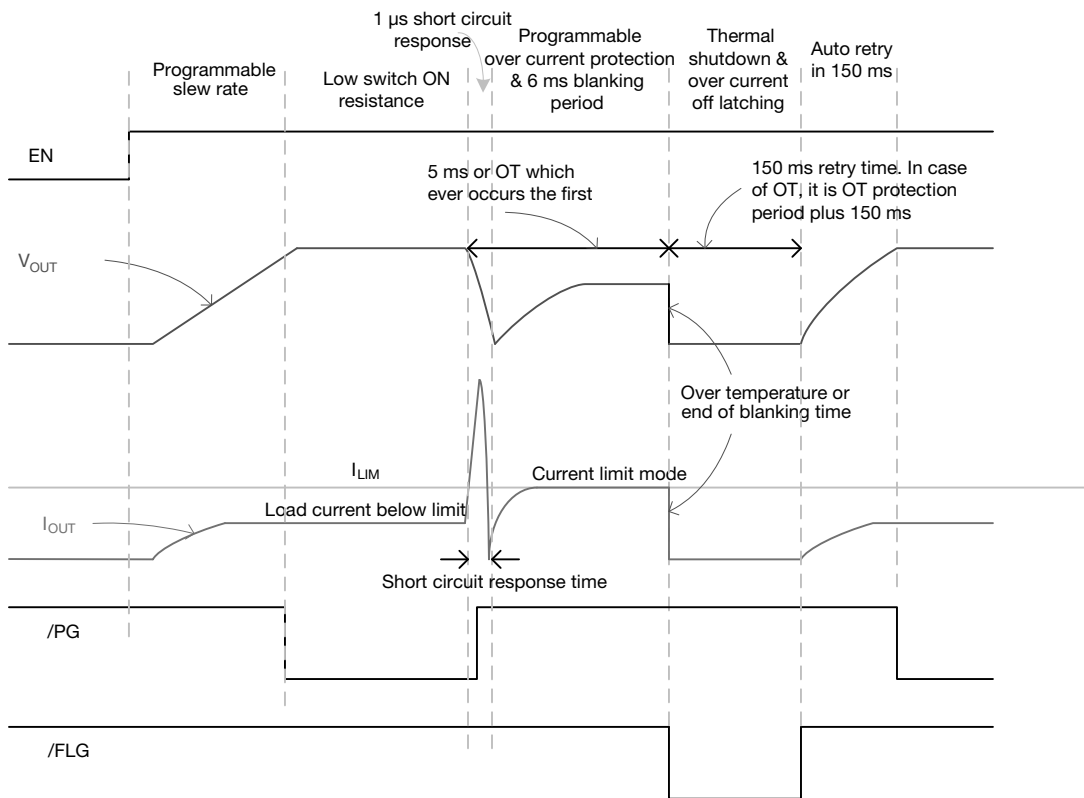 1 µs short circuit
response
Programmable
slew rate
Low switch ON
resistance
Programmable
over current protection
& 6 ms blanking
period
Thermal
shutdown &
over current
off latching
Auto retry
in 150 ms
EN
5 ms or OT which
ever occurs the first
150 ms retry time. In case
of OT, it is OT protection
period plus 150 ms
VOUT
Over temperature or
end of blanking time
ILIM
Current limit mode
Load current below limit
IOUT
Short circuit response time
/PG
/FLG